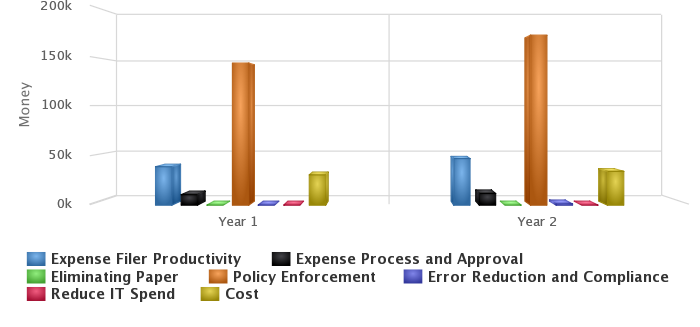 200k
150k
100k
50k
0k
Money
Year 1
Year 2
Expense Filer Productivity
Expense Process and Approval
Eliminating Paper
Policy Enforcement
Error Reduction and Compliance
Reduce IT Spend
Cost